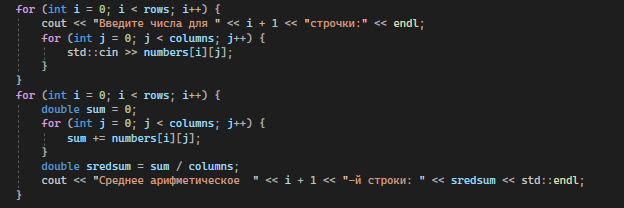 for (int i = 0; i < rows; i++) {
cout << "Введите числа для " << i + 1 << "строчки:" << endl;
for (int j = 0; j < columns; j++) {
std::cin >> numbers[i][j];
}
}
for (int i = 0; i < rows; i++) {
double sum = 0;
for (int j = 0; j < columns; j++) {
sum += numbers[i][j];
}
double sredsum = sum / columns;
cout << "Среднее арифметическое  " << i + 1 << "-й строки: " << sredsum << std::endl;
}